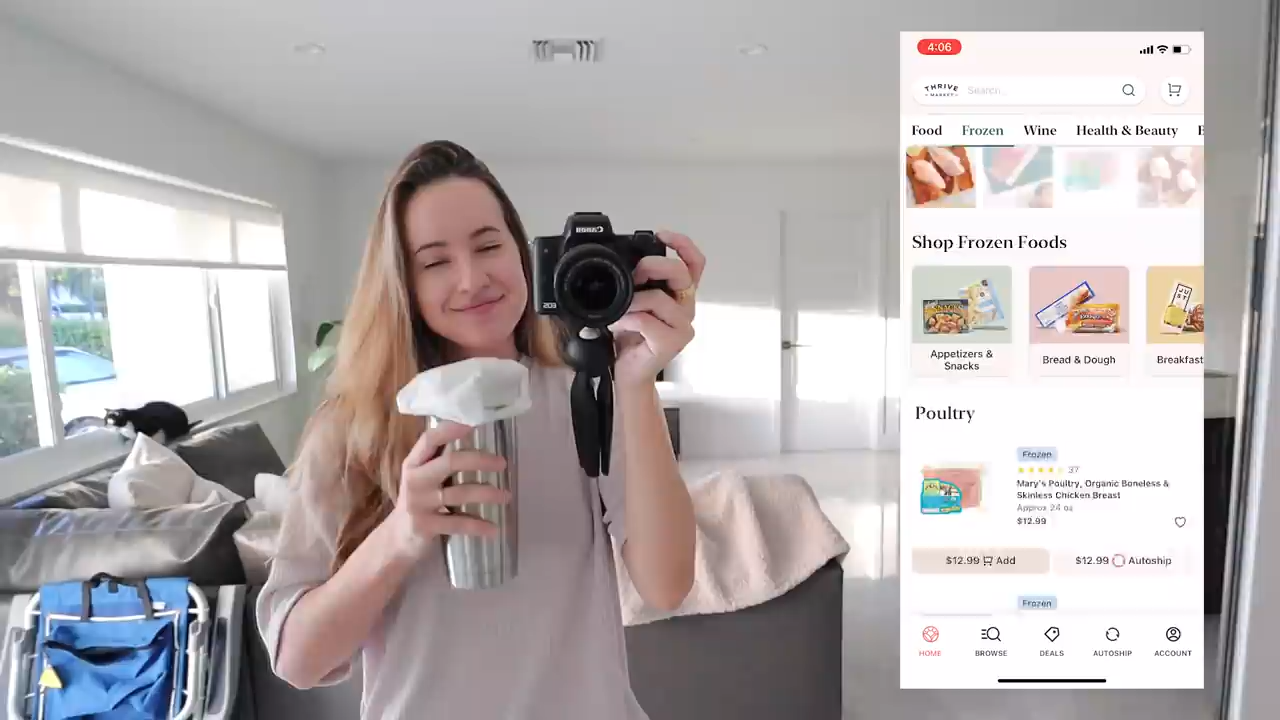 4:06
THRIVE
MARKET
Search...
Food Frozen Wine Health & Beauty
Shop Frozen Foods
Appetizers &
Snacks
Bread & Dough
Breakfast
Poultry
Frozen
37
Mary's Poultry, Organic Boneless &
Skinless Chicken Breast
Approx 24 oz
$12.99
$12.99 Add
$12.99 Autoship
Frozen
HOME
BROWSE
DEALS
AUTOSHIP
ACCOUNT
Canon
EOS